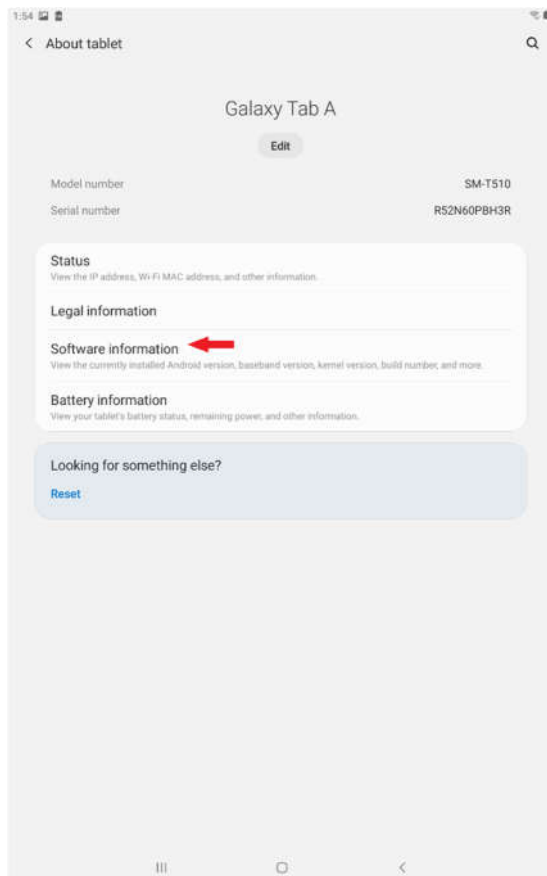 1:54
About tablet
Galaxy Tab A
Edit
Model number SM-T510
Serial number R52N60PBH3R
Status
View the IP address, Wi-Fi MAC address, and other information.
Legal information
Software information
View the currently installed Android version, baseband version, kernel version, build number, and more.
Battery information
View your tablet's battery status, remaining power, and other information.
Looking for something else?
Reset